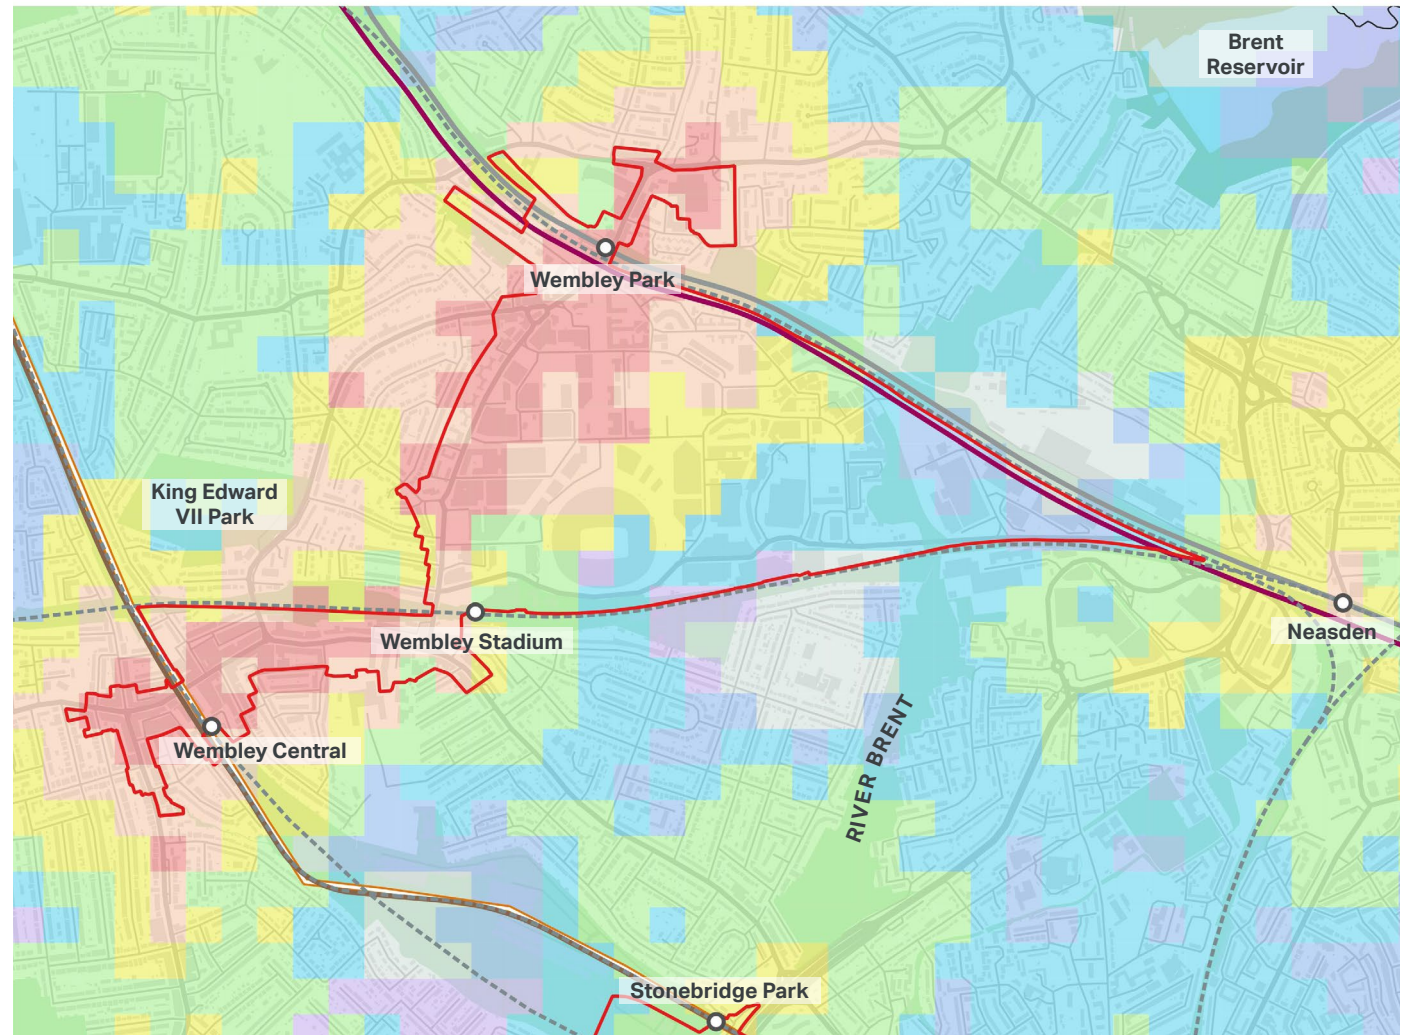 Brent
Reservoir
Wembley Park
King Edward
VII Park
Wembley Stadium
Neasden
Wembley Central
RIVER BRENT
Stonebridge Park